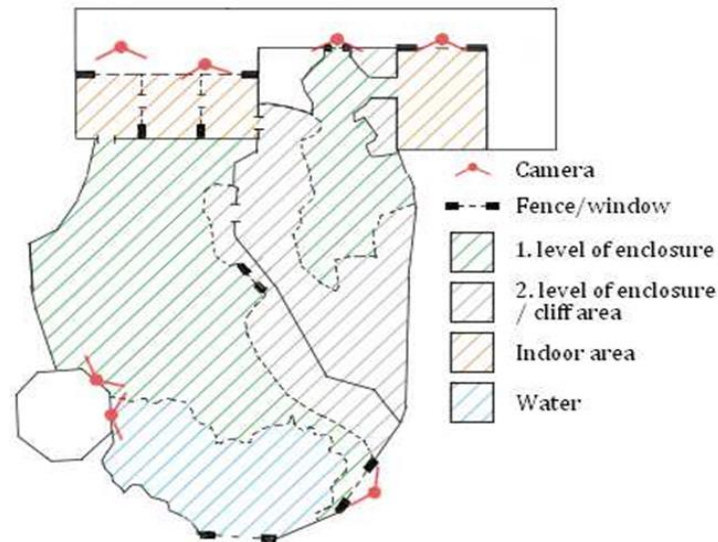 Camera
Fence/window
1. level of enclosure
2. level of enclosure
/ cliff area
Indoor area
Water